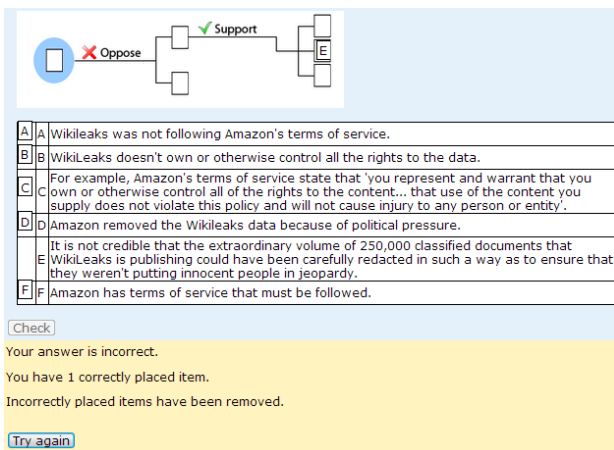 Support
Oppose
E
A A Wikileaks was not following Amazon's terms of service.
B B WikiLeaks doesn't own or otherwise control all the rights to the data.
For example, Amazon's terms of service state that 'you represent and warrant that you
C C own or otherwise control all of the rights to the content... that use of the content you
supply does not violate this policy and will not cause injury to any person or entity'.
D D Amazon removed the Wikileaks data because of political pressure.
It is not credible that the extraordinary volume of 250,000 classified documents that
E WikiLeaks is publishing could have been carefully redacted in such a way as to ensure that
they weren't putting innocent people in jeopardy.
F F Amazon has terms of service that must be followed.
Check
Your answer is incorrect.
You have 1 correctly placed item.
Incorrectly placed items have been removed.
Try again